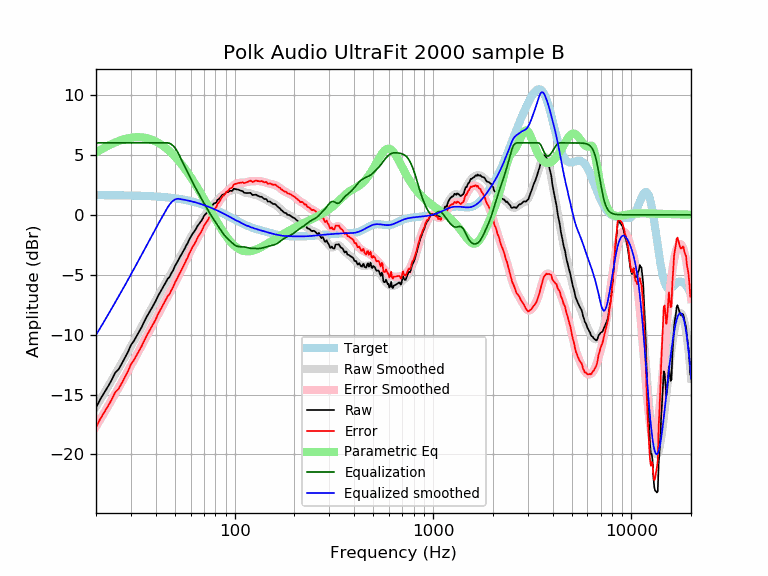 Polk Audio UltraFit 2000 sample B
Amplitude (dBr)
10
5
0
−5
−10
−15
−20
Target
Raw Smoothed
Error Smoothed
Raw
Error
Parametric Eq
Equalization
Equalized smoothed
100
1000
10000
Frequency (Hz)